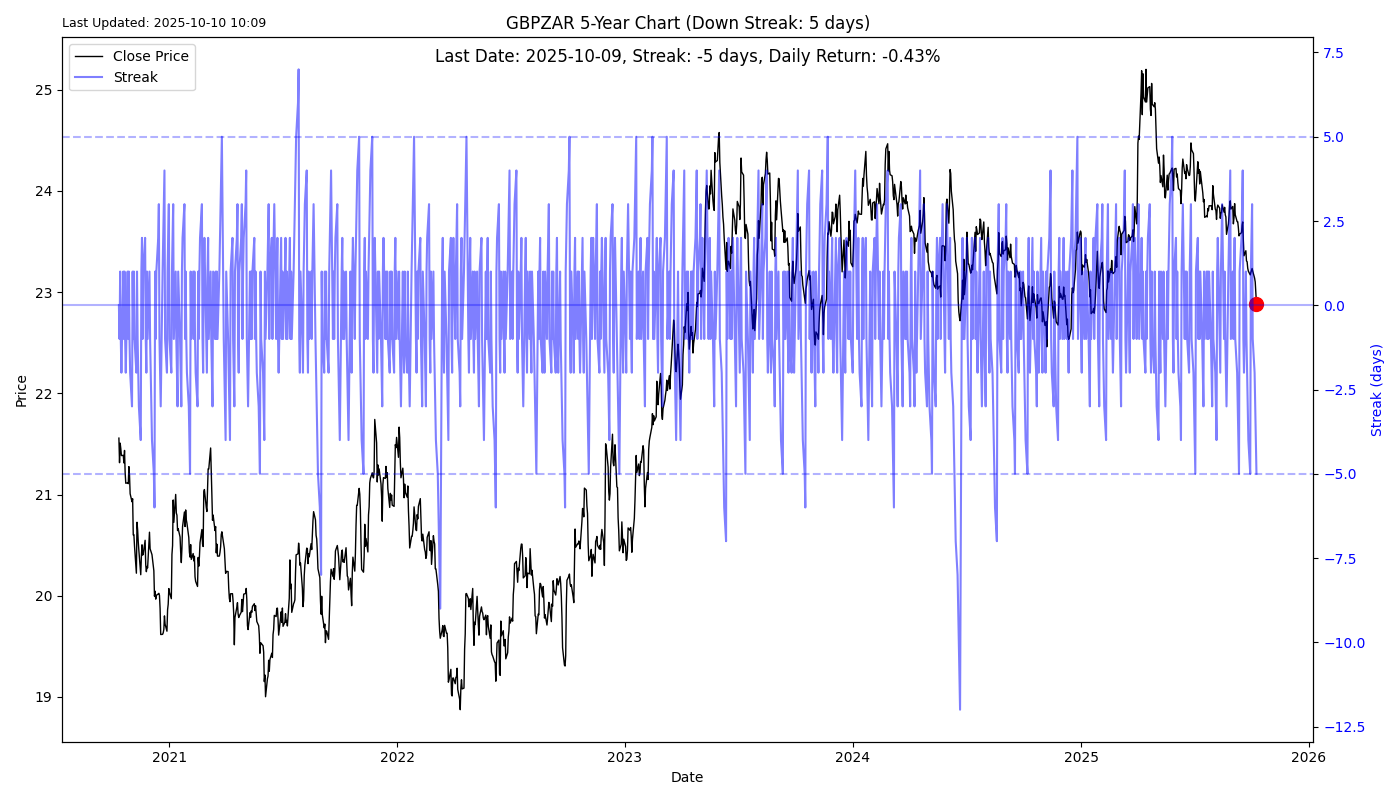 Last Updated: 2025-10-10 10:09
GBPZAR 5-Year Chart (Down Streak: 5 days)
Last Date: 2025-10-09, Streak: -5 days, Daily Return: -0.43%
Close Price
Streak
Price
25
24
23
22
21
20
19
7.5
5.0
2.5
0.0
−2.5
−5.0
−7.5
−10.0
−12.5
Streak (days)
2021
2022
2023
2024
2025
2026
Date